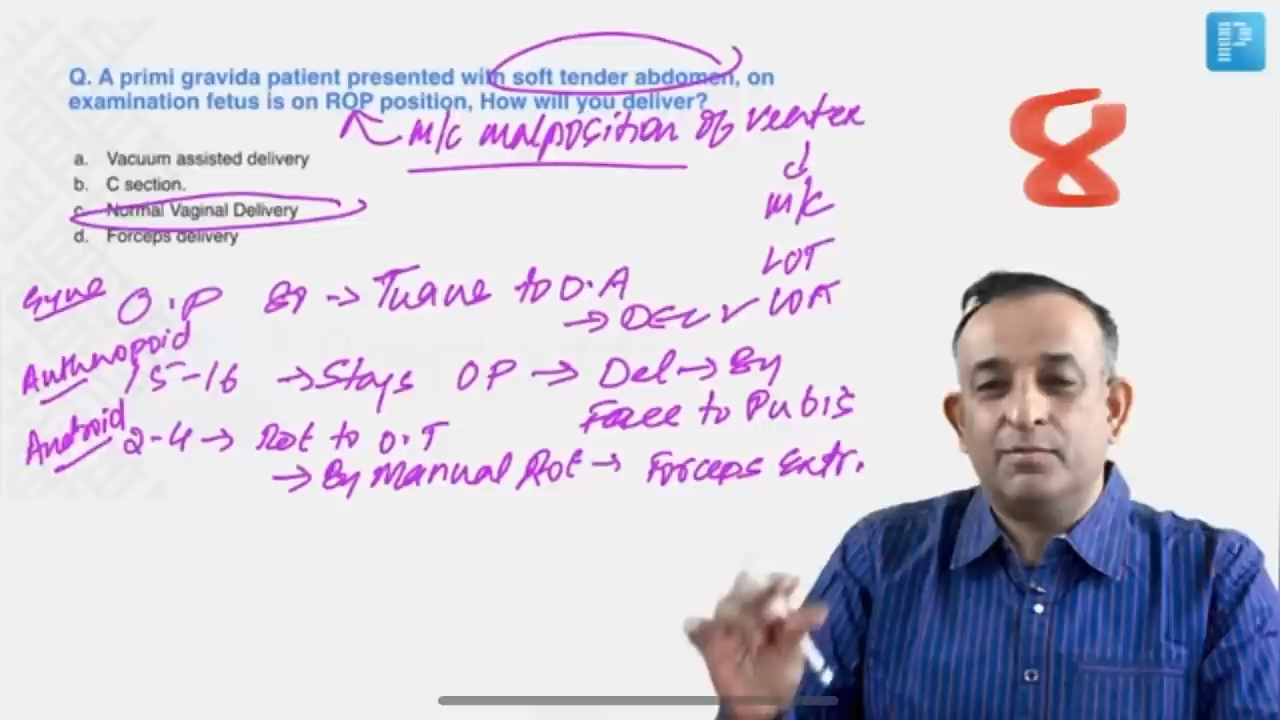 Q. A primi gravida patient presented with soft tender abdomen, on
examination fetus is on ROP position, How will you deliver?
m/c malposition of vertex
a. Vacuum assisted delivery
b. C section.
c. Normal Vaginal Delivery
d. Forceps delivery
m/c
LOT
LOA
8
Gyne O.P → Turne to O.A
→ Del
Anthropoid 15-16 → Stays OP → Del → By
Face to Pubis
Android 2-4 → Rot to O.T
→ By Manual Rot → Forceps Extr.
P